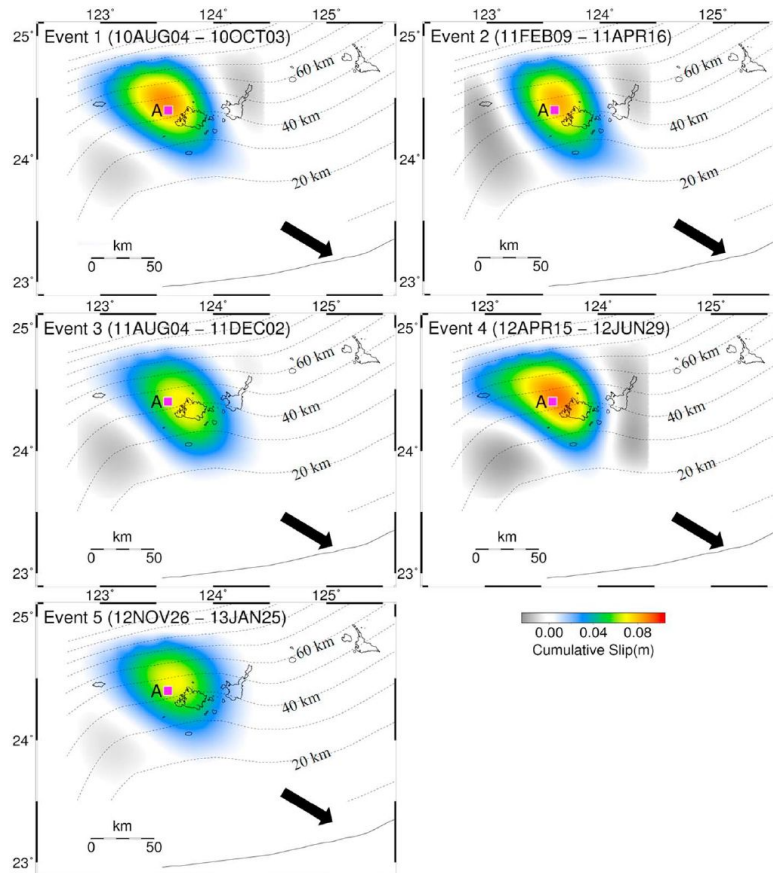 123° 124° 125°
Event 1 (10AUG04 – 10OCT03)
25°
60 km
A
40 km
24°
20 km
km
0 50
23°
123° 124° 125°
Event 2 (11FEB09 – 11APR16)
60 km
A
40 km
20 km
km
0 50
123° 124° 125°
Event 3 (11AUG04 – 11DEC02)
25°
60 km
A
40 km
24°
20 km
km
0 50
23°
123° 124° 125°
Event 4 (12APR15 – 12JUN29)
25°
60 km
A
40 km
24°
20 km
km
0 50
23°
123° 124° 125°
Event 5 (12NOV26 – 13JAN25)
25°
60 km
A
40 km
24°
20 km
km
0 50
23°
0.00 0.04 0.08
Cumulative Slip(m)